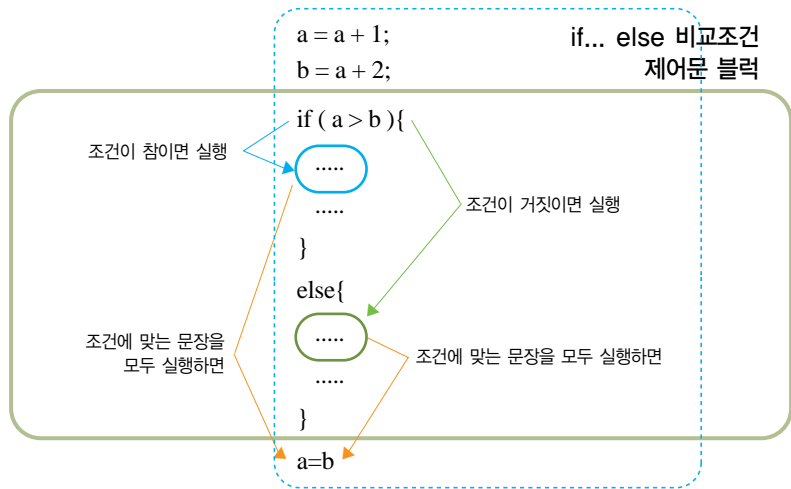 a = a + 1;
if... else 비교조건
b = a + 2;
제어문 블럭
if ( a > b ){
조건이 참이면 실행
.....
조건이 거짓이면 실행
.....
}
else{
조건에 맞는 문장을
모두 실행하면
.....
조건에 맞는 문장을 모두 실행하면
.....
}
a=b